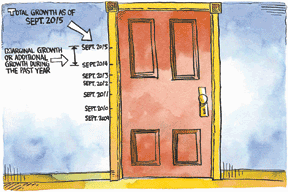 TOTAL GROWTH AS OF
SEPT. 2015
SEPT. 2015
MARGINAL GROWTH
OR ADDITIONAL
GROWTH DURING
THE PAST YEAR
SEPT. 2014
SEPT. 2013
SEPT. 2012
SEPT. 2011
SEPT. 2010
SEPT. 2009